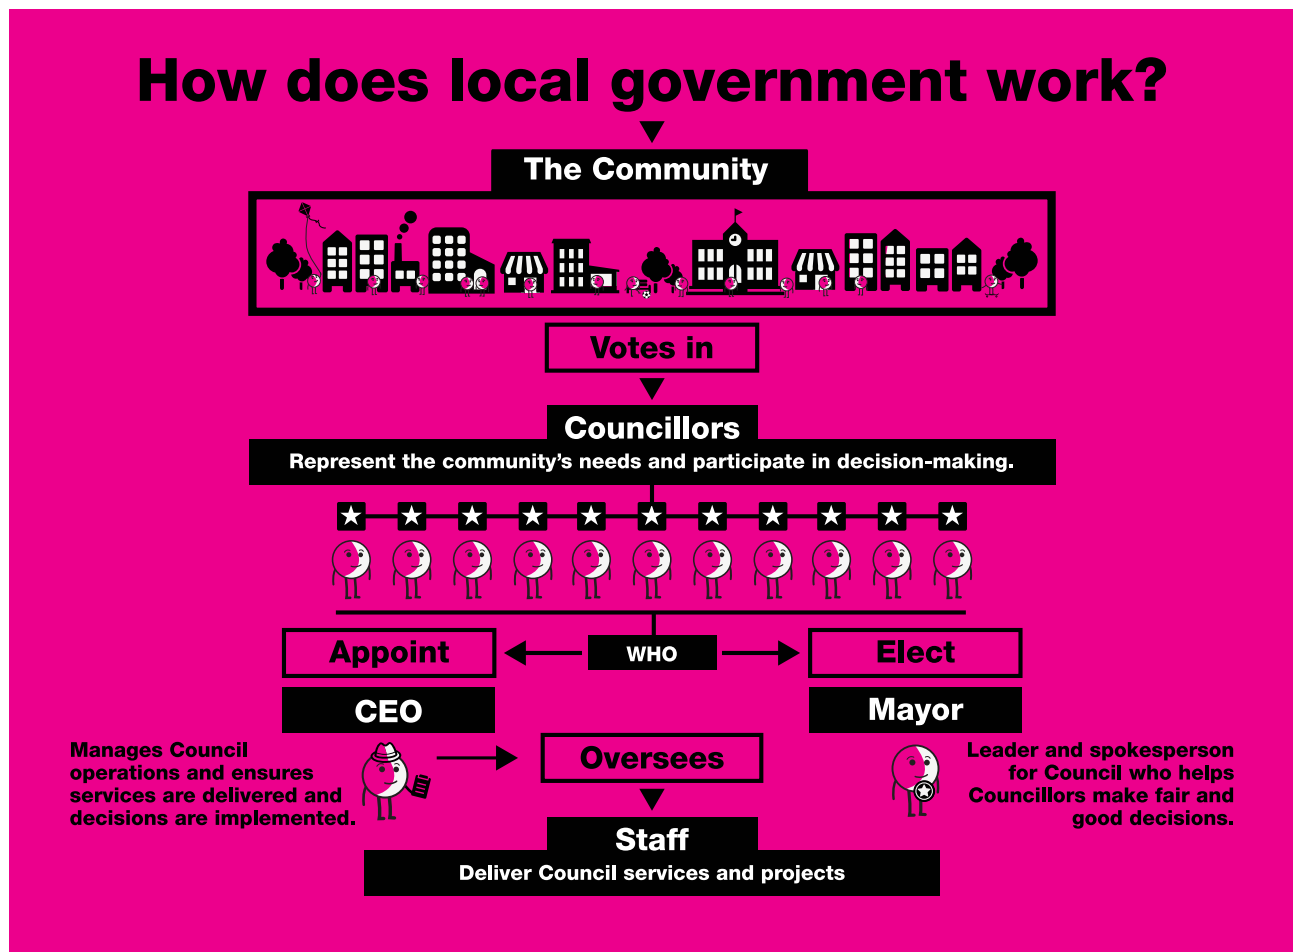 How does local government work?
The Community
Votes in
Councillors
Represent the community's needs and participate in decision-making.
Appoint
WHO
Elect
CEO
Mayor
Manages Council
operations and ensures
services are delivered and
decisions are implemented.
Oversees
Leader and spokesperson
for Council who helps
Councillors make fair and
good decisions.
Staff
Deliver Council services and projects